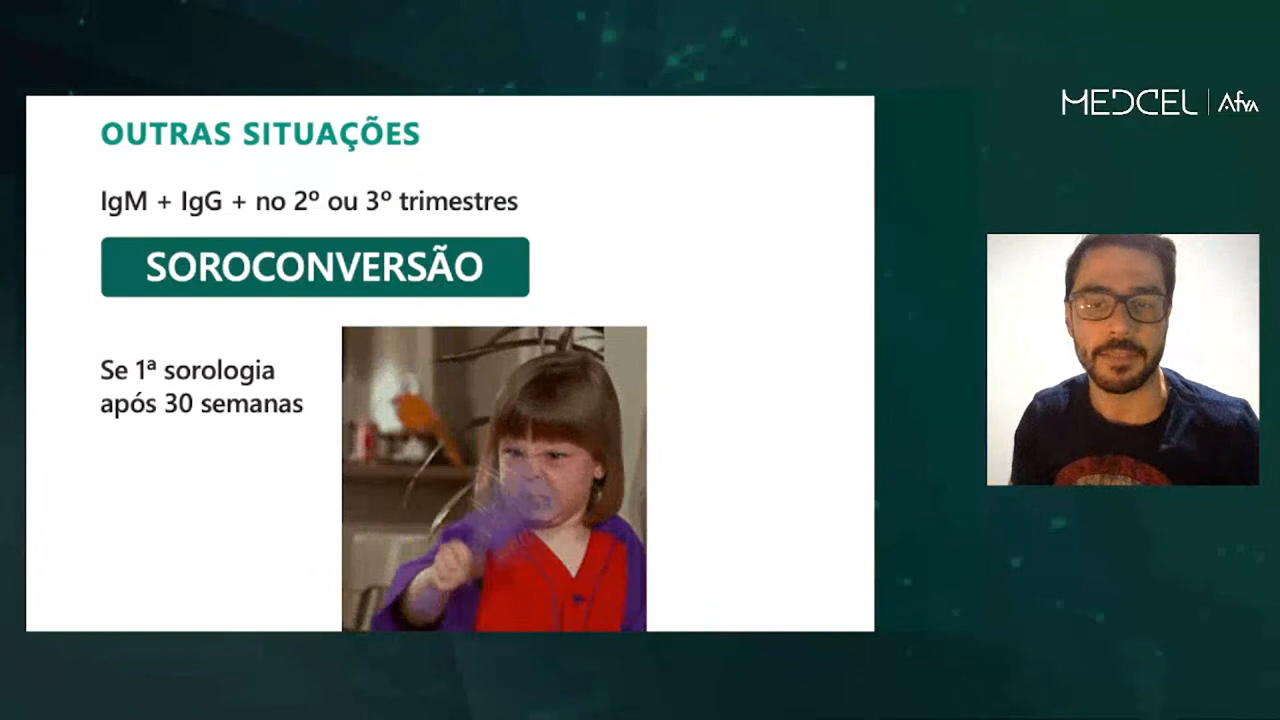 OUTRAS SITUAÇÕES
IgM + IgG + no 2º ou 3º trimestres
SOROCONVERSÃO
Se 1ª sorologia
após 30 semanas
MEDCEL | Afya